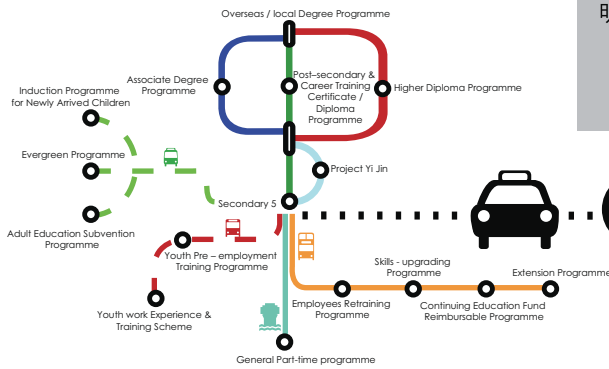 Overseas / local Degree Programme
Associate Degree
Programme
Post–secondary &
Career Training
Certificate /
Diploma
Programme
Higher Diploma Programme
Induction Programme
for Newly Arrived Children
Evergreen Programme
Project Yi Jin
Secondary 5
Adult Education Subvention
Programme
Youth Pre – employment
Training Programme
Skills - upgrading
Programme
Extension Programme
Employees Retraining
Programme
Continuing Education Fund
Reimbursable Programme
Youth work Experience &
Training Scheme
General Part-time programme